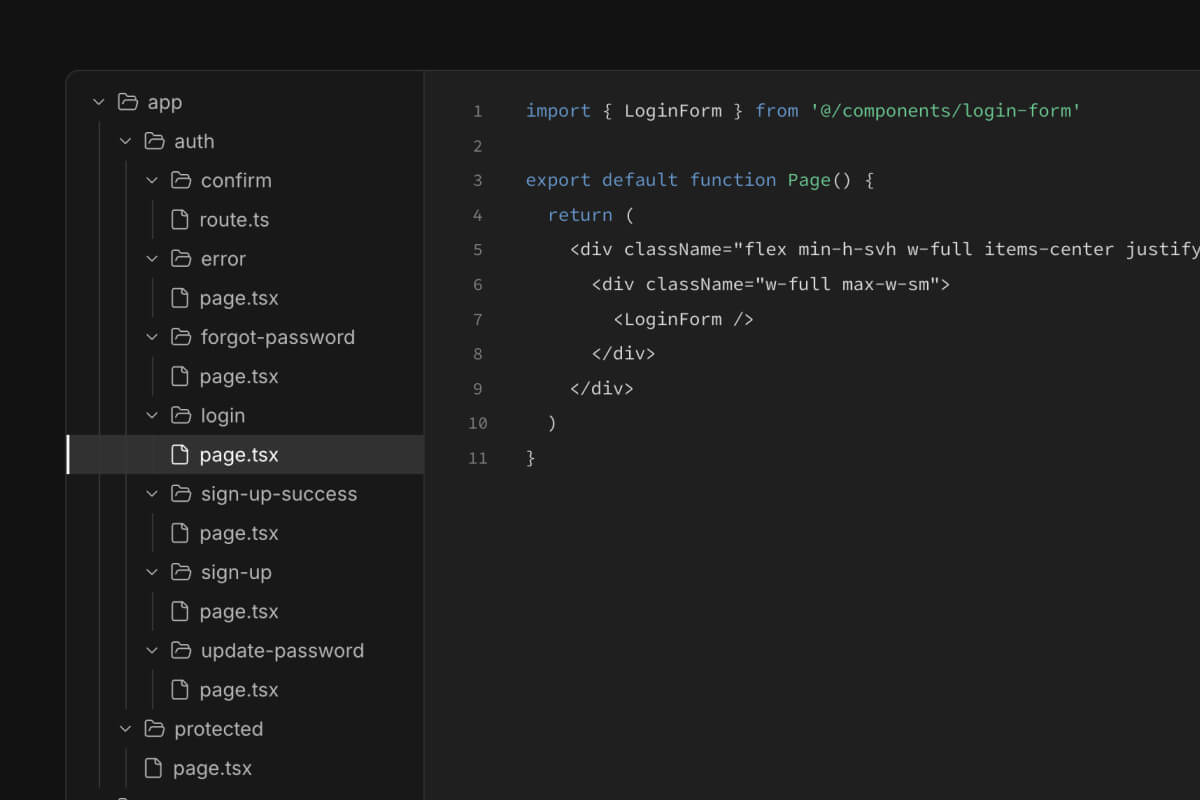 app
auth
confirm
route.ts
error
page.tsx
forgot-password
page.tsx
login
page.tsx
sign-up-success
page.tsx
sign-up
page.tsx
update-password
page.tsx
protected
page.tsx
1 import { LoginForm } from '@/components/login-form'
2
3 export default function Page() {
4 return (
5 <div className="flex min-h-svh w-full items-center justify
6 <div className="w-full max-w-sm">
7 <LoginForm />
8 </div>
9 </div>
10 )
11 }